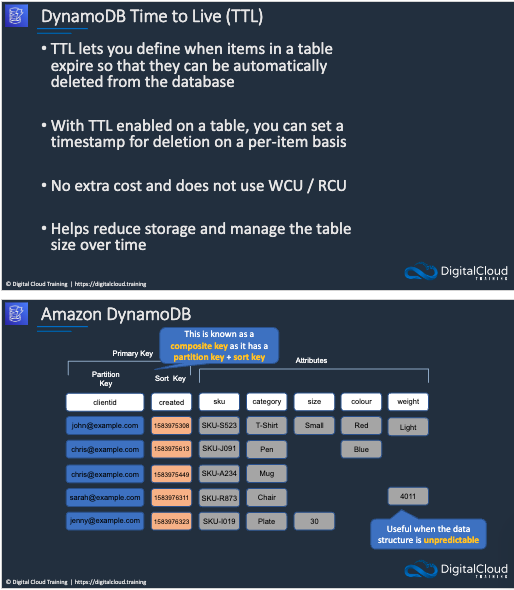 DynamoDB Time to Live (TTL)
• TTL lets you define when items in a table
expire so that they can be automatically
deleted from the database
• With TTL enabled on a table, you can set a
timestamp for deletion on a per-item basis
• No extra cost and does not use WCU / RCU
• Helps reduce storage and manage the table
size over time
© Digital Cloud Training | https://digitalcloud.training
DigitalCloud
TRAINING
Amazon DynamoDB
This is known as a
composite key as it has a
partition key + sort key
Primary Key
Attributes
Partition
Key
Sort Key
clientid created sku category size colour weight
john@example.com 1583975308 SKU-S523 T-Shirt Small Red Light
chris@example.com 1583975613 SKU-J091 Pen Blue
chris@example.com 1583975449 SKU-A234 Mug
sarah@example.com 1583976311 SKU-R873 Chair 4011
jenny@example.com 1583976323 SKU-I019 Plate 30
Useful when the data
structure is unpredictable
© Digital Cloud Training | https://digitalcloud.training
DigitalCloud
TRAINING